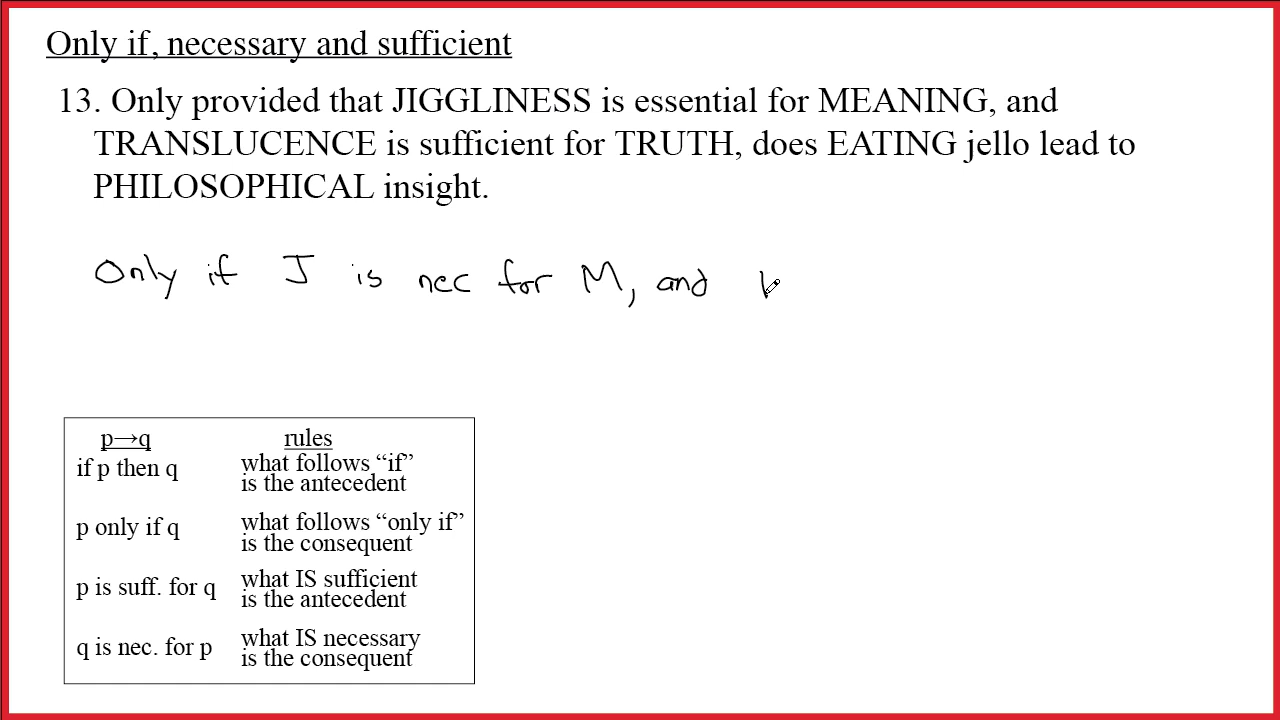 Only if, necessary and sufficient
13. Only provided that JIGGLINESS is essential for MEANING, and
TRANSLUCENCE is sufficient for TRUTH, does EATING jello lead to
PHILOSOPHICAL insight.
Only if J is nec for M, and
p→q rules
if p then q what follows “if”
is the antecedent
p only if q what follows “only if”
is the consequent
p is suff. for q what IS sufficient
is the antecedent
q is nec. for p what IS necessary
is the consequent